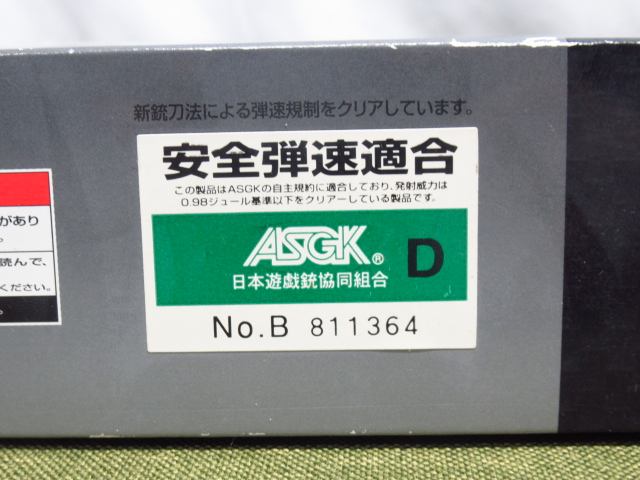 新銃刀法による弾速規制をクリアしています。
安全弾速適合
この製品はASGKの自主規約に適合しており、発射威力は
0.98ジュール基準以下をクリアーしている製品です。
ASGK® D
日本遊戯銃協同組合
No.B 811364
があり
。
読んで、
ください。
。